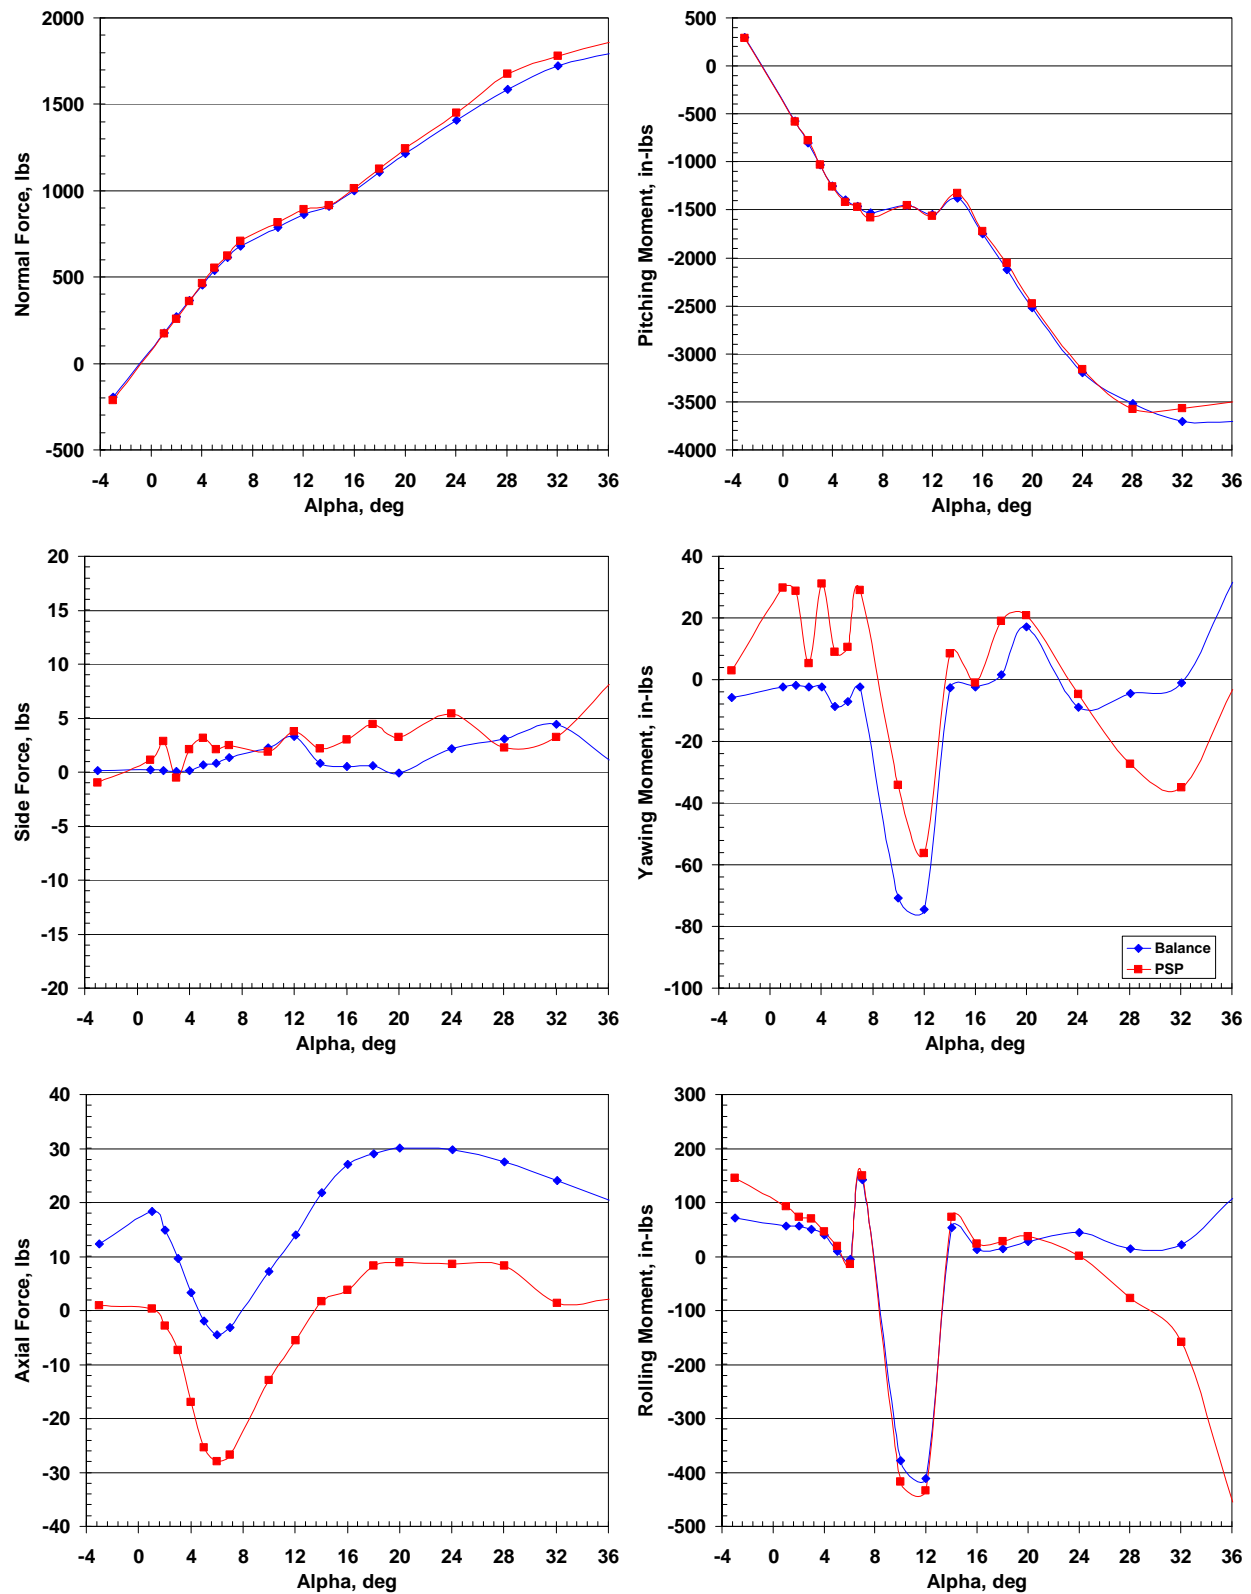 2000
1500
1000
500
0
-500
Normal Force, lbs
-4 0 4 8 12 16 20 24 28 32 36
Alpha, deg
500
0
-500
-1000
-1500
-2000
-2500
-3000
-3500
-4000
Pitching Moment, in-lbs
-4 0 4 8 12 16 20 24 28 32 36
Alpha, deg
20
15
10
5
0
-5
-10
-15
-20
Side Force, lbs
-4 0 4 8 12 16 20 24 28 32 36
Alpha, deg
40
20
0
-20
-40
-60
-80
-100
Yawing Moment, in-lbs
Balance
PSP
-4 0 4 8 12 16 20 24 28 32 36
Alpha, deg
40
30
20
10
0
-10
-20
-30
-40
Axial Force, lbs
-4 0 4 8 12 16 20 24 28 32 36
Alpha, deg
300
200
100
0
-100
-200
-300
-400
-500
Rolling Moment, in-lbs
-4 0 4 8 12 16 20 24 28 32 36
Alpha, deg